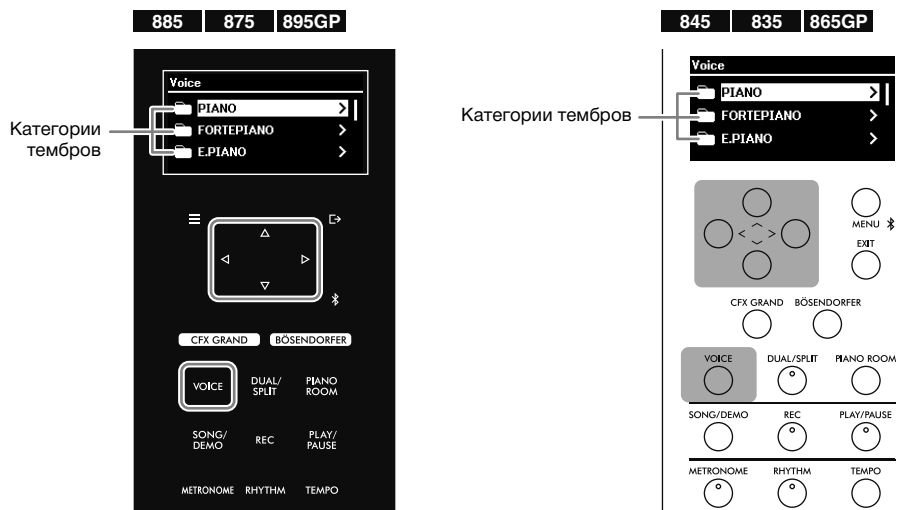 885 875 895GP
Voice
PIANO
FORTEPIANO
E.PIANO
Категории
тембров
CFX GRAND BÖSENDORFER
VOICE DUAL/
SPLIT PIANO
ROOM
SONG/
DEMO REC PLAY/
PAUSE
METRONOME RHYTHM TEMPO
845 835 865GP
Voice
PIANO
FORTEPIANO
E.PIANO
Категории тембров
MENU
EXIT
CFX GRAND BÖSENDORFER
VOICE DUAL/SPLIT PIANO ROOM
SONG/DEMO REC PLAY/PAUSE
METRONOME RHYTHM TEMPO